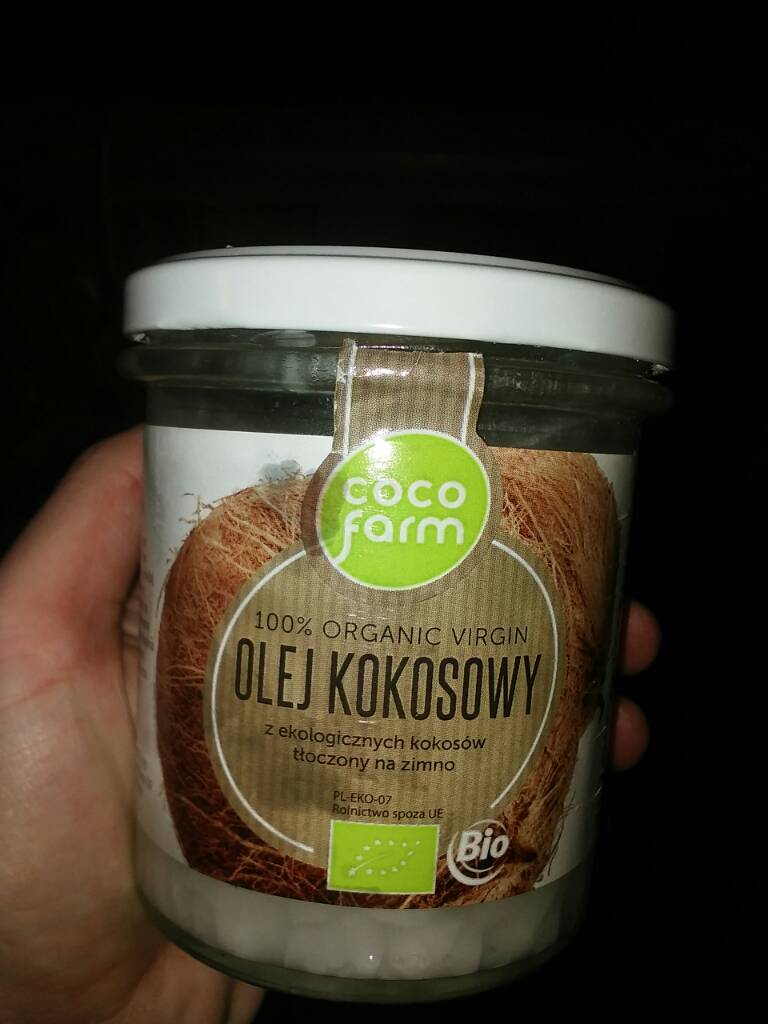 coco
farm
100% ORGANIC VIRGIN
OLEJ KOKOSOWY
z ekologicznych kokosów
tłoczony na zimno
PL-EKO-07
Rolnictwo spoza UE
Bio